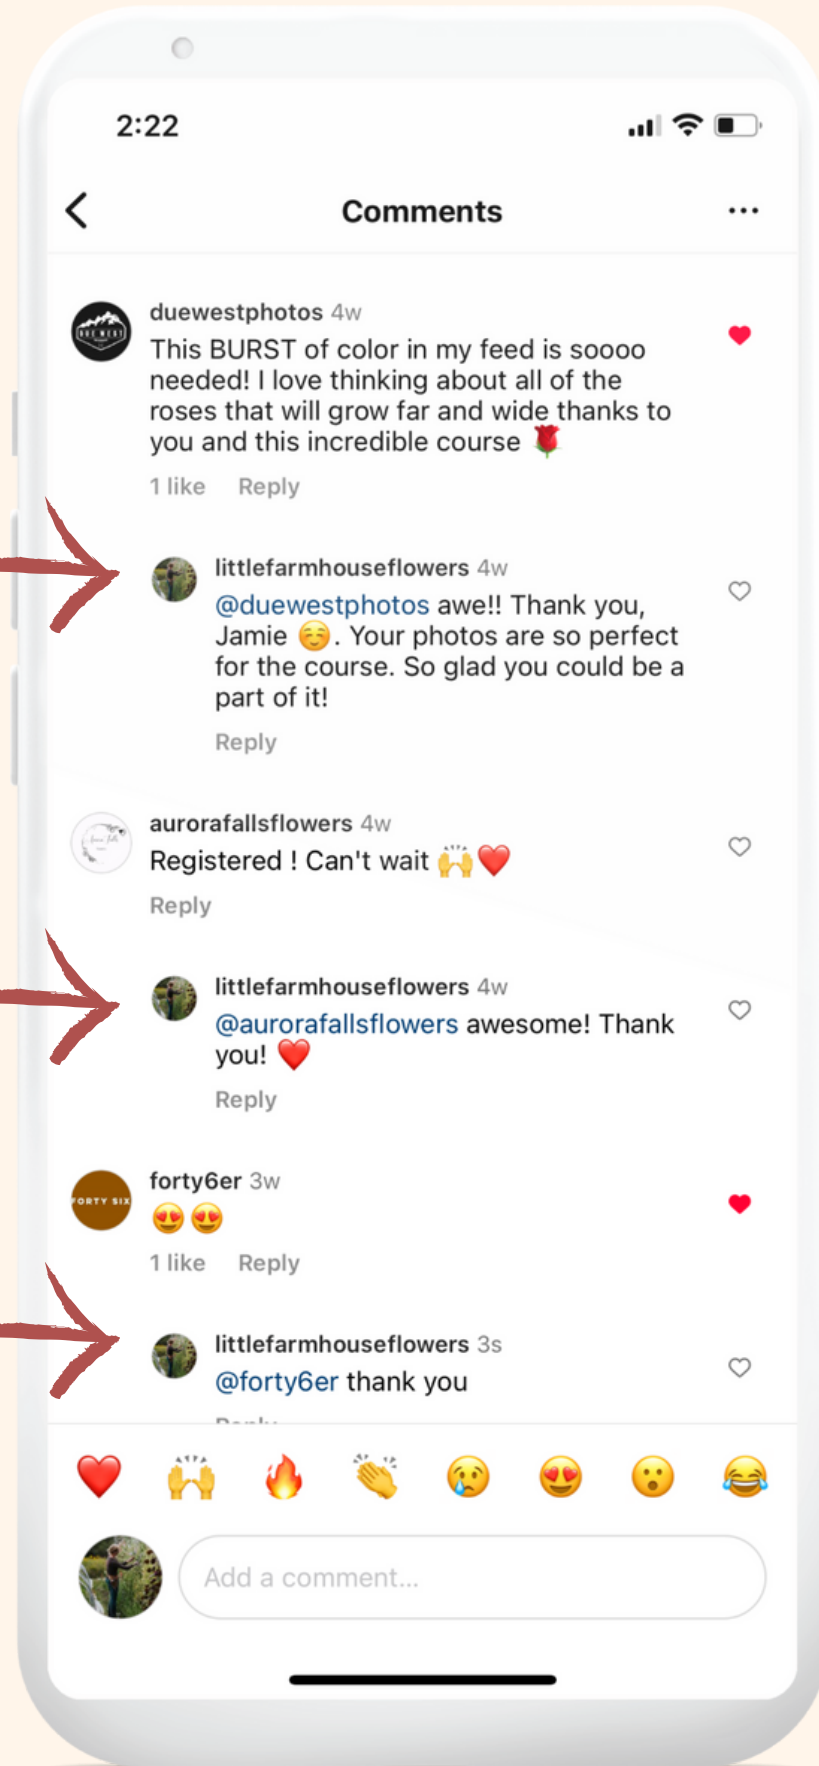 2:22
Comments
duewestphotos 4w
This BURST of color in my feed is soooo
needed! I love thinking about all of the
roses that will grow far and wide thanks to
you and this incredible course 🌹
1 like Reply
littlefarmhouseflowers 4w
@duewestphotos awe!! Thank you,
Jamie ☺️. Your photos are so perfect
for the course. So glad you could be a
part of it!
Reply
aurorafallsflowers 4w
Registered ! Can't wait 🙌❤️
Reply
littlefarmhouseflowers 4w
@aurorafallsflowers awesome! Thank
you! ❤️
Reply
FORTY SIX
forty6er 3w
😍😍
1 like Reply
littlefarmhouseflowers 3s
@forty6er thank you
Add a comment...